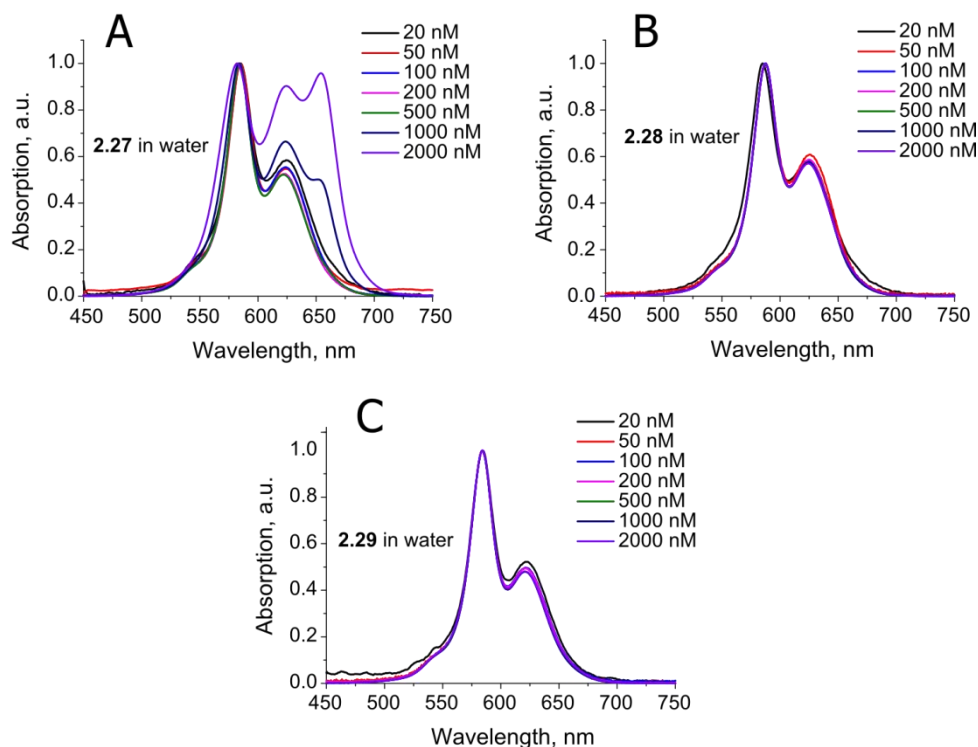 A
20 nM
50 nM
100 nM
200 nM
500 nM
1000 nM
2000 nM
2.27 in water
Absorption, a.u.
1.0
0.8
0.6
0.4
0.2
0.0
450 500 550 600 650 700 750
Wavelength, nm
B
20 nM
50 nM
100 nM
200 nM
500 nM
1000 nM
2000 nM
2.28 in water
Absorption, a.u.
1.0
0.8
0.6
0.4
0.2
0.0
450 500 550 600 650 700 750
Wavelength, nm
C
20 nM
50 nM
100 nM
200 nM
500 nM
1000 nM
2000 nM
2.29 in water
Absorption, a.u.
1.0
0.8
0.6
0.4
0.2
0.0
450 500 550 600 650 700 750
Wavelength, nm